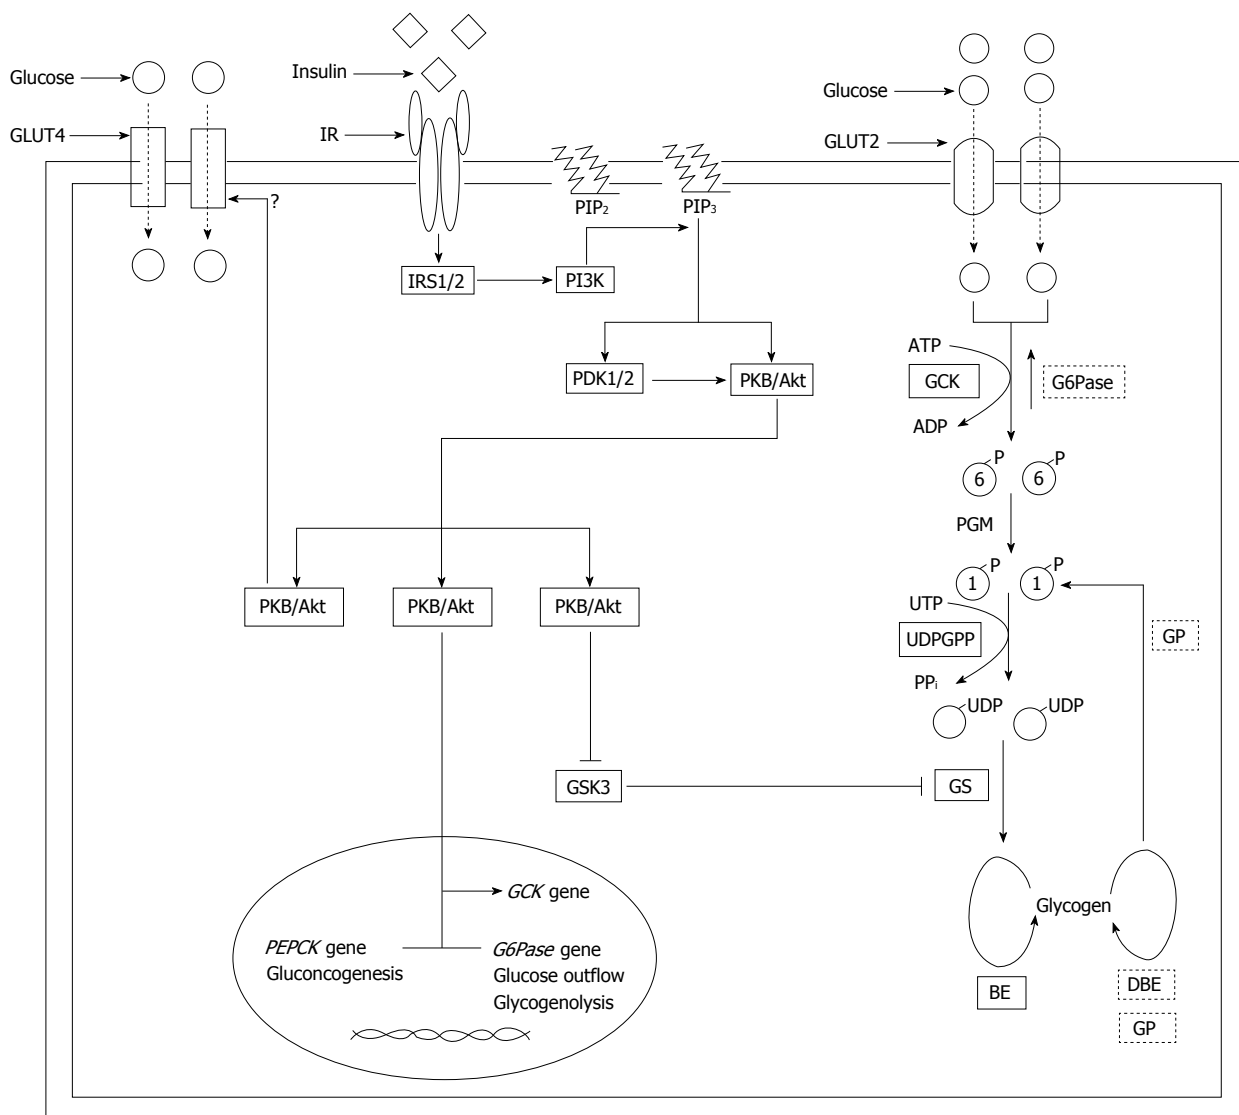 Glucose
GLUT4
Insulin
IR
Glucose
GLUT2
?
PIP₂
PIP₃
IRS1/2
PI3K
PDK1/2
PKB/Akt
ATP
GCK
G6Pase
ADP
P
P
6
6
PGM
P
P
1
1
PKB/Akt
PKB/Akt
PKB/Akt
UTP
UDPGPP
GP
PPᵢ
UDP
UDP
GSK3
GS
GCK gene
Glycogen
PEPCK gene
Gluconcogenesis
G6Pase gene
Glucose outflow
Glycogenolysis
BE
DBE
GP